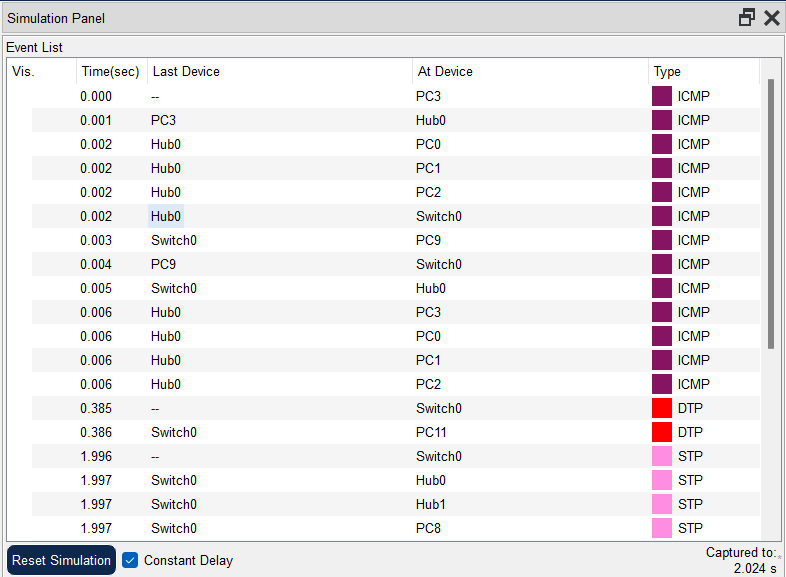 Simulation Panel
Event List
Vis. Time(sec) Last Device At Device Type
0.000 -- PC3 ICMP
0.001 PC3 Hub0 ICMP
0.002 Hub0 PC0 ICMP
0.002 Hub0 PC1 ICMP
0.002 Hub0 PC2 ICMP
0.002 Hub0 Switch0 ICMP
0.003 Switch0 PC9 ICMP
0.004 PC9 Switch0 ICMP
0.005 Switch0 Hub0 ICMP
0.006 Hub0 PC3 ICMP
0.006 Hub0 PC0 ICMP
0.006 Hub0 PC1 ICMP
0.006 Hub0 PC2 ICMP
0.385 -- Switch0 DTP
0.386 Switch0 PC11 DTP
1.996 -- Switch0 STP
1.997 Switch0 Hub0 STP
1.997 Switch0 Hub1 STP
1.997 Switch0 PC8 STP
Reset Simulation Constant Delay Captured to:
2.024 s